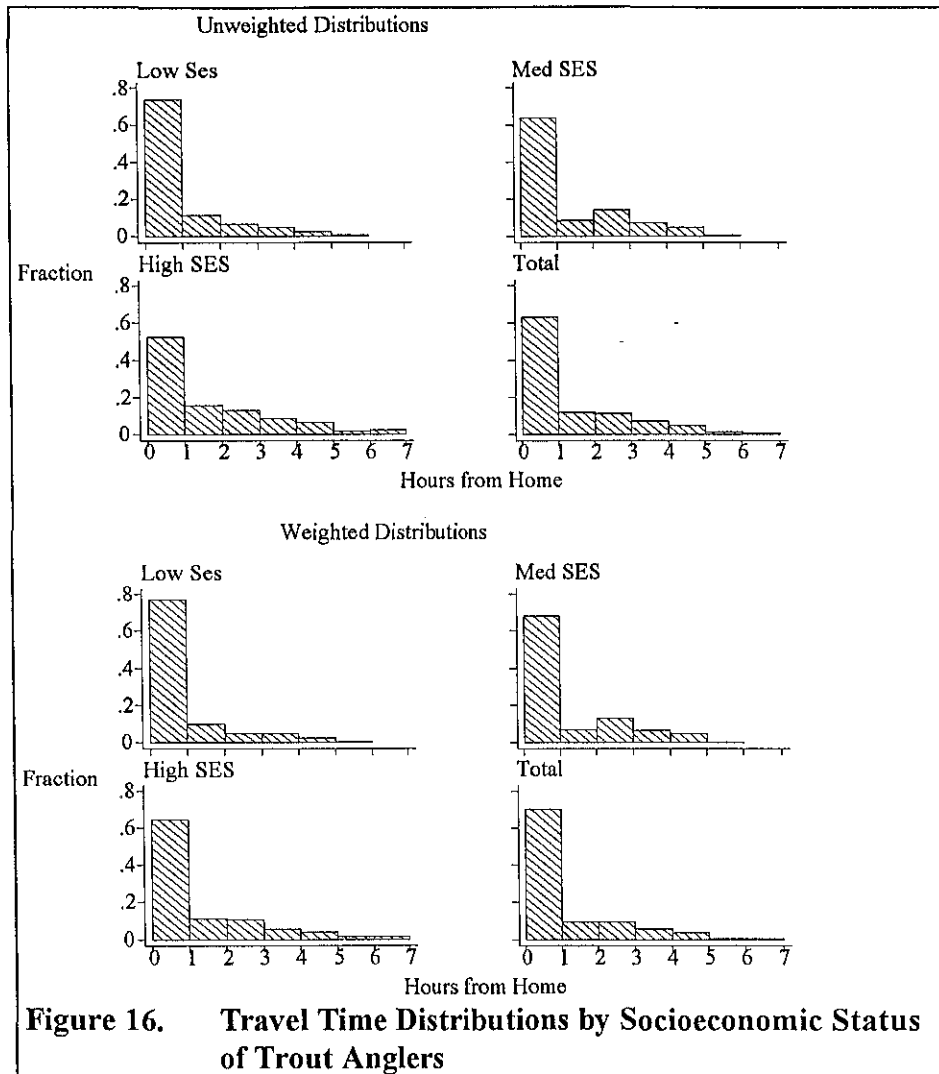 Unweighted Distributions
Low Ses
Med SES
.8
.6
.4
.2
0
Fraction
High SES
Total
.8
.6
.4
.2
0
0 1 2 3 4 5 6 7
0 1 2 3 4 5 6 7
Hours from Home
Weighted Distributions
Low Ses
Med SES
.8
.6
.4
.2
0
Fraction
High SES
Total
.8
.6
.4
.2
0
0 1 2 3 4 5 6 7
0 1 2 3 4 5 6 7
Hours from Home
Figure 16. Travel Time Distributions by Socioeconomic Status
of Trout Anglers